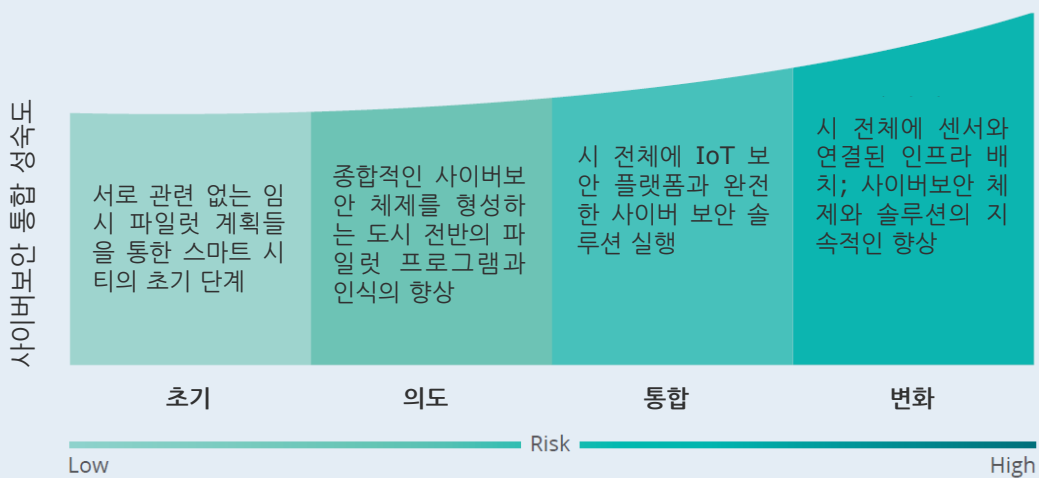 사이버보안 통합 성숙도
서로 관련 없는 임
시 파일럿 계획들
을 통한 스마트 시
티의 초기 단계
종합적인 사이버보
안 체제를 형성하
는 도시 전반의 파
일럿 프로그램과
인식의 향상
시 전체에 IoT 보
안 플랫폼과 완전
한 사이버 보안 솔
루션 실행
시 전체에 센서와
연결된 인프라 배
치; 사이버보안 체
제와 솔루션의 지
속적인 향상
초기
의도
통합
변화
Risk
Low
High